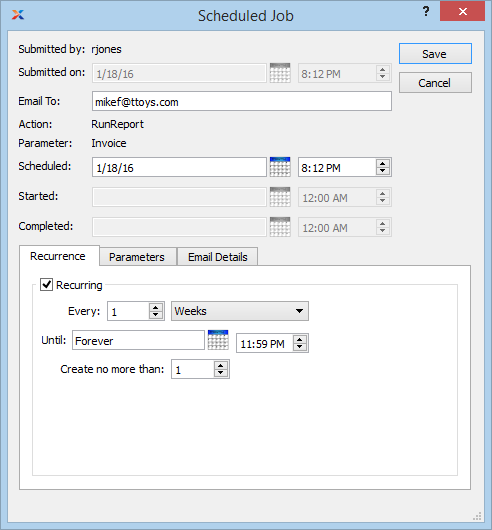 Scheduled Job
?
Submitted by: rjones
Save
Submitted on: 1/18/16 8:12 PM
Cancel
Email To: mikef@ttoys.com
Action: RunReport
Parameter: Invoice
Scheduled: 1/18/16 8:12 PM
Started: 12:00 AM
Completed: 12:00 AM
Recurrence Parameters Email Details
Recurring
Every: 1 Weeks
Until: Forever 11:59 PM
Create no more than: 1